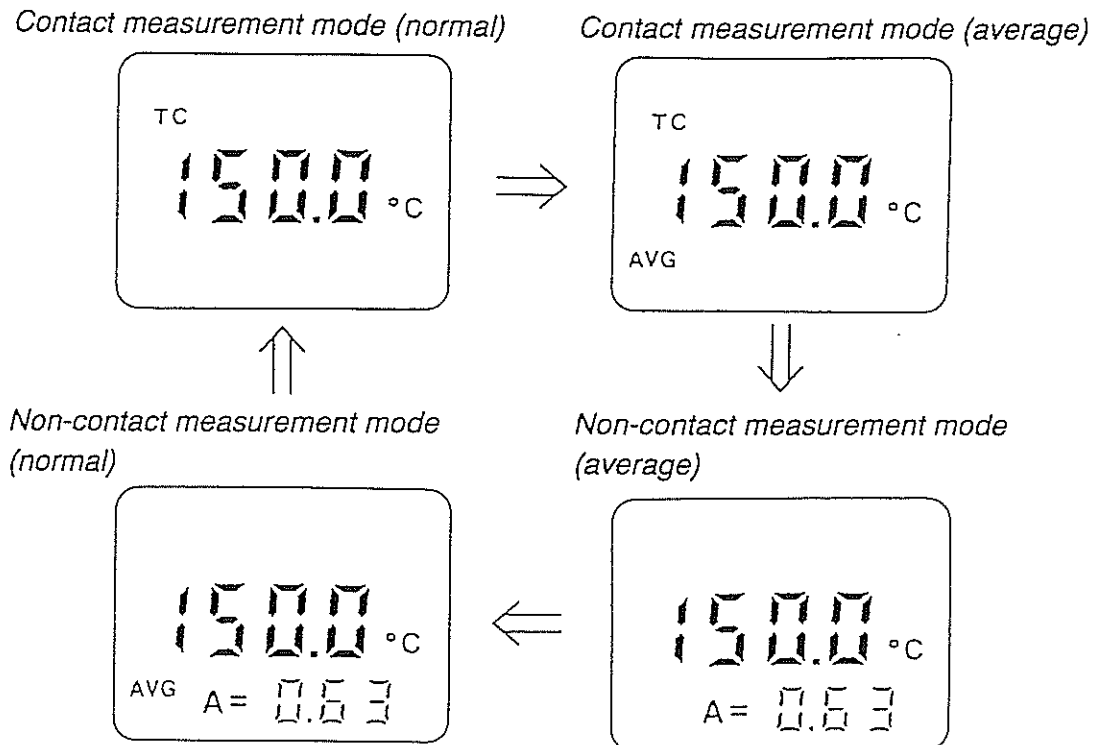 Contact measurement mode (normal)
TC
150.0 °C
Contact measurement mode (average)
TC
150.0 °C
AVG
Non-contact measurement mode
(normal)
150.0 °C
AVG A= 0.63
Non-contact measurement mode
(average)
150.0 °C
A= 0.63